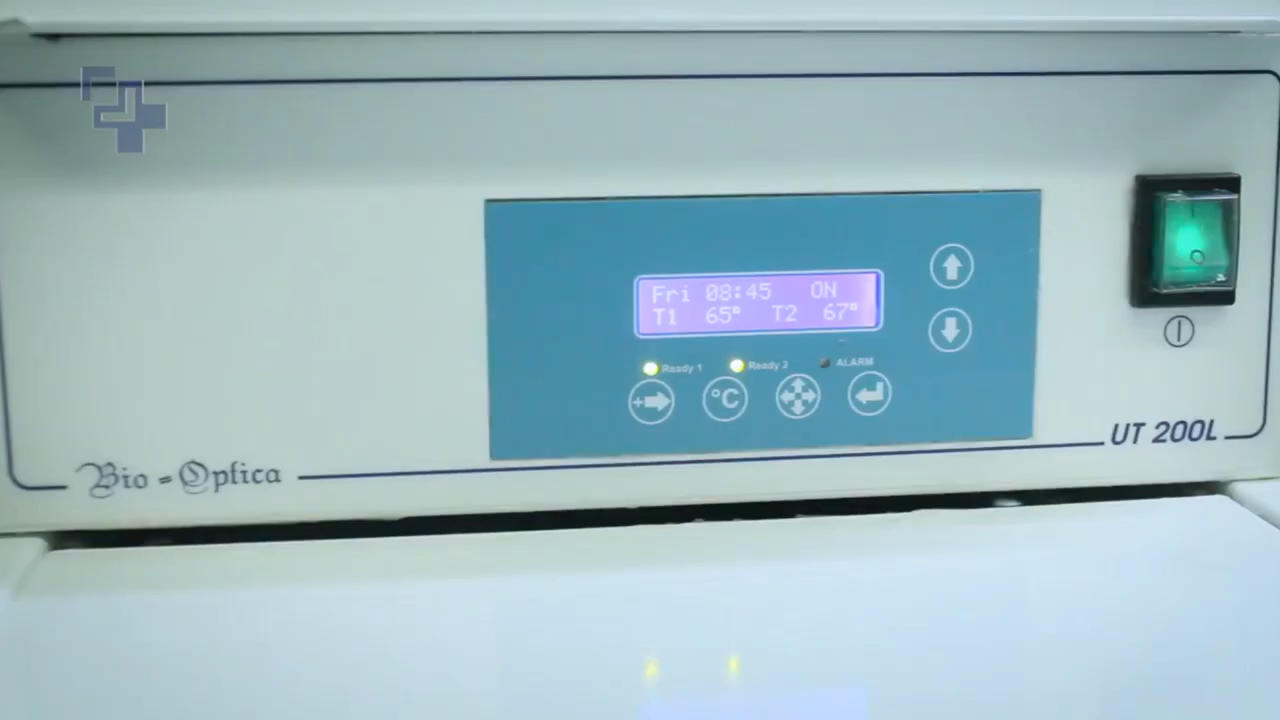 Fri 08:45 ON
T1 65° T2 67°
Ready 1 Ready 2 ALARM
+ °C
UT 200L
Bio-Optica